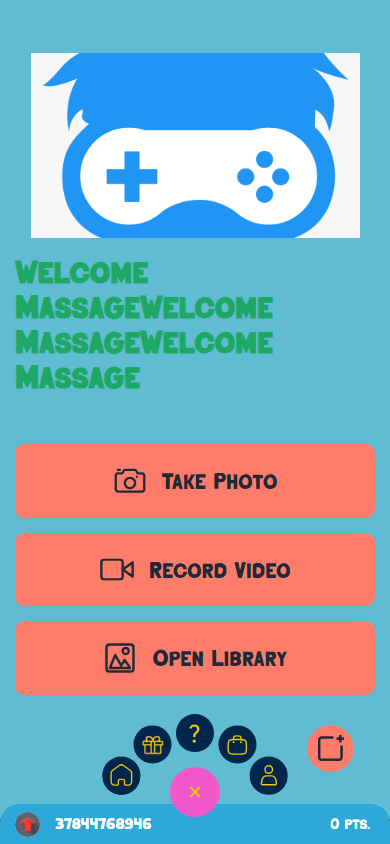 Welcome
MassageWelcome
MassageWelcome
Massage
Take Photo
Record Video
Open Library
?
37844768946 0 pts.